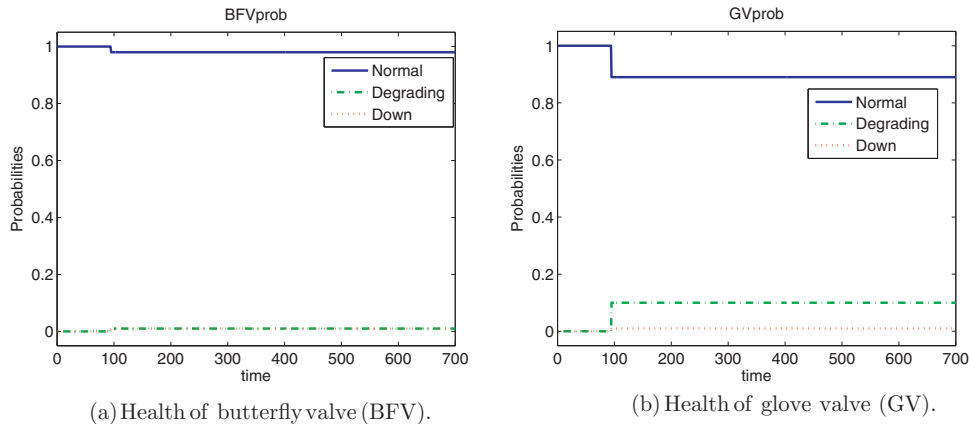 BFVprob
1
0.8
0.6
0.4
0.2
0
Probabilities
Normal
Degrading
Down
0 100 200 300 400 500 600 700
time
(a) Health of butterfly valve (BFV).
GVprob
1
0.8
0.6
0.4
0.2
0
Probabilities
Normal
Degrading
Down
0 100 200 300 400 500 600 700
time
(b) Health of glove valve (GV).